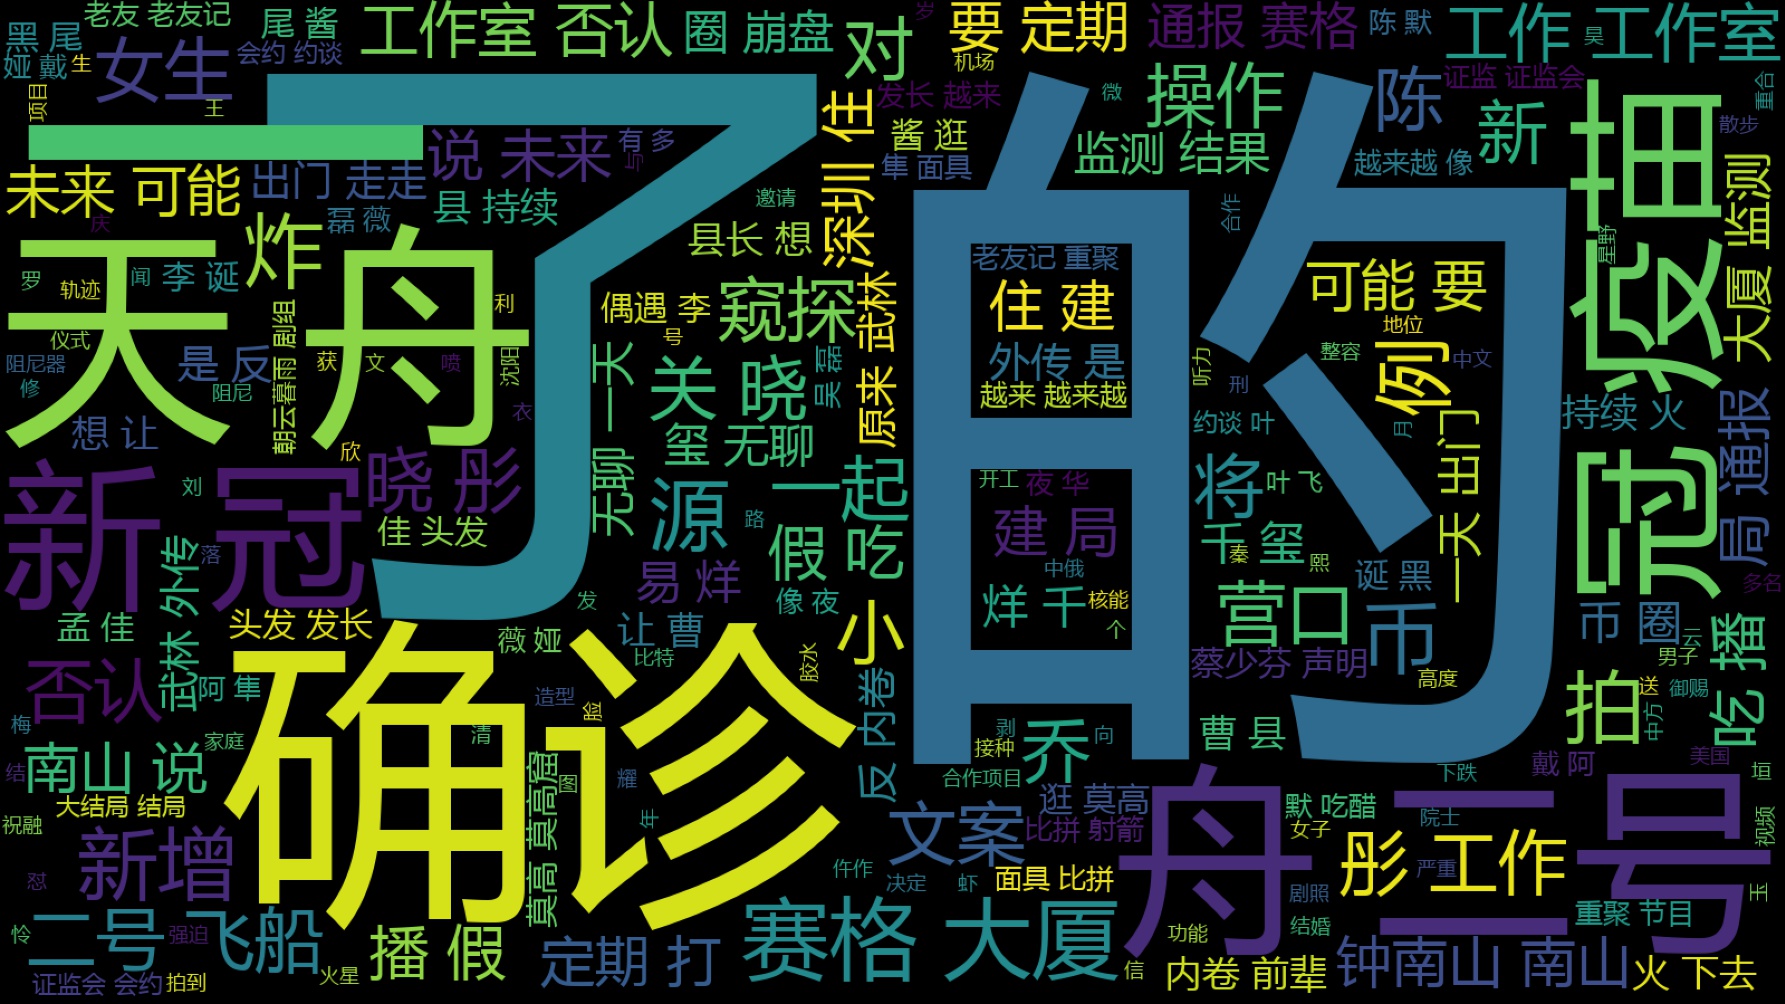 老友 老友记
尾 酱
工作室 否认
圈 崩盘
对
岁
要 定期
通报 赛格
陈 默
工作 工作室
昊
黑 尾
娅 戴
生
女生
会约 约谈
机场
操作
陈
证监 证监会
重合
项目
王
了
住
发长 越来
微
新
散步
一
说 未来
有 多
与
酱 逛
隼 面具
监测 结果
越来越 像
疫苗
大厦 监测
未来 可能
出门 走走
磊 薇
县 持续
邀请
深圳
的
合作
庆
炸
县长 想
老友记 重聚
星野
天舟
罗
轨迹
闻
李 诞
利
偶遇 李
窥探
武林
住 建
可能 要
仪式
剧组
号
地位
阻尼器
是 反
获
文
喷
沈阳
一天
关 晓
吴 磊
外传 是
听力
整容
例
中文
修
阻尼
朝云暮雨
衣
原来
越来 越来越
刑
持续 火
想 让
欣
玺 无聊
约谈 叶
月
出门
局 通报
新 冠
晓 彤
无聊
一起
开工
夜 华
将
叶 飞
冠
刘
佳 头发
源
路
建 局
千 玺
秦
熙
一天
外传
落
假 吃
中俄
诞 黑
多名
易 烊
像 夜
烊 千
核能
个
营口
币
币 圈
云
孟 佳
头发 发长
发
薇 娅
让 曹
比特
小
胶水
蔡少芬 声明
男子
吃 播
否认
武林
阿 隼
确诊
造型
脸
反 内卷
高度
拍
送
御赐
中方
梅
家庭
清
剥
接种
向
乔
曹 县
戴 阿
美国
结
南山 说
莫高 莫高窟
图
耀
合作项目
下跌
垣
大结局 结局
年
逛 莫高
舟
默 吃醋
二号
院士
视频
祝融
新增
文案
比拼 射箭
女子
彤 工作
严重
怼
仵作
决定
虾
面具 比拼
剧照
玉
怜
二号 飞船
强迫
播 假
定期 打
赛格 大厦
功能
结婚
重聚 节目
证监会 会约
拍到
火星
信
内卷 前辈
钟南山 南山
火 下去